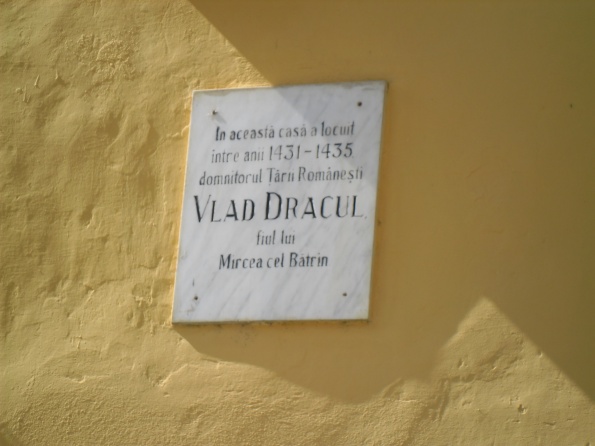 In această casă a locuit
între anii 1431-1435
domnitorul Țării Românești
VLAD DRACUL,
fiul lui
Mircea cel Bătrîn